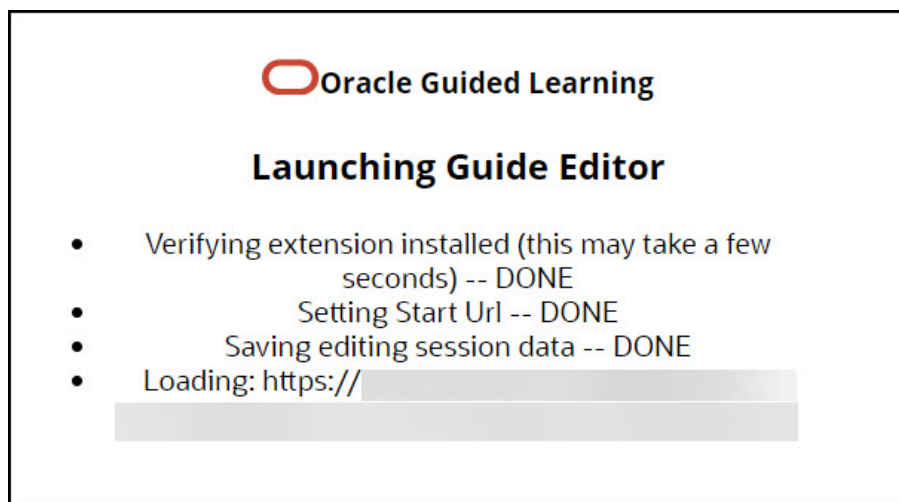 Oracle Guided Learning
Launching Guide Editor
• Verifying extension installed (this may take a few
seconds) -- DONE
• Setting Start Url -- DONE
• Saving editing session data -- DONE
• Loading: https://